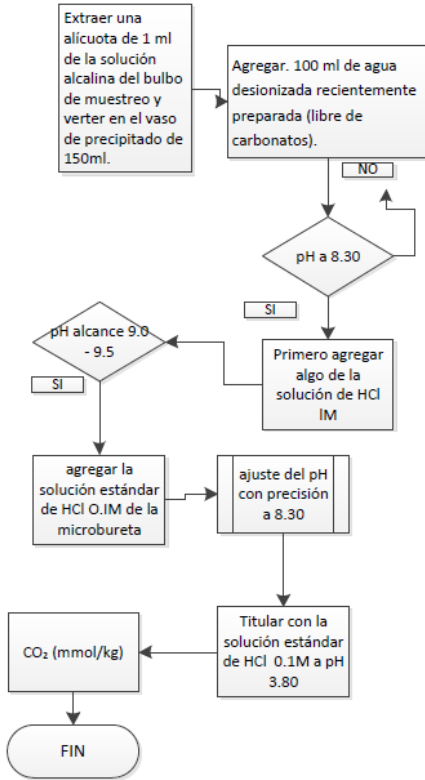 Extraer una
alícuota de 1 ml
de la solución
alcalina del bulbo
de muestreo y
verter en el vaso
de precipitado de
150ml.
Agregar. 100 ml de agua
desionizada recientemente
preparada (libre de
carbonatos).
NO
pH a 8.30
SI
pH alcance 9.0
- 9.5
SI
Primero agregar
algo de la
solución de HCl
lM
agregar la
solución estándar
de HCl O.IM de la
microbureta
ajuste del pH
con precisión
a 8.30
Titular con la
solución estándar
de HCl 0.1M a pH
3.80
CO₂ (mmol/kg)
FIN